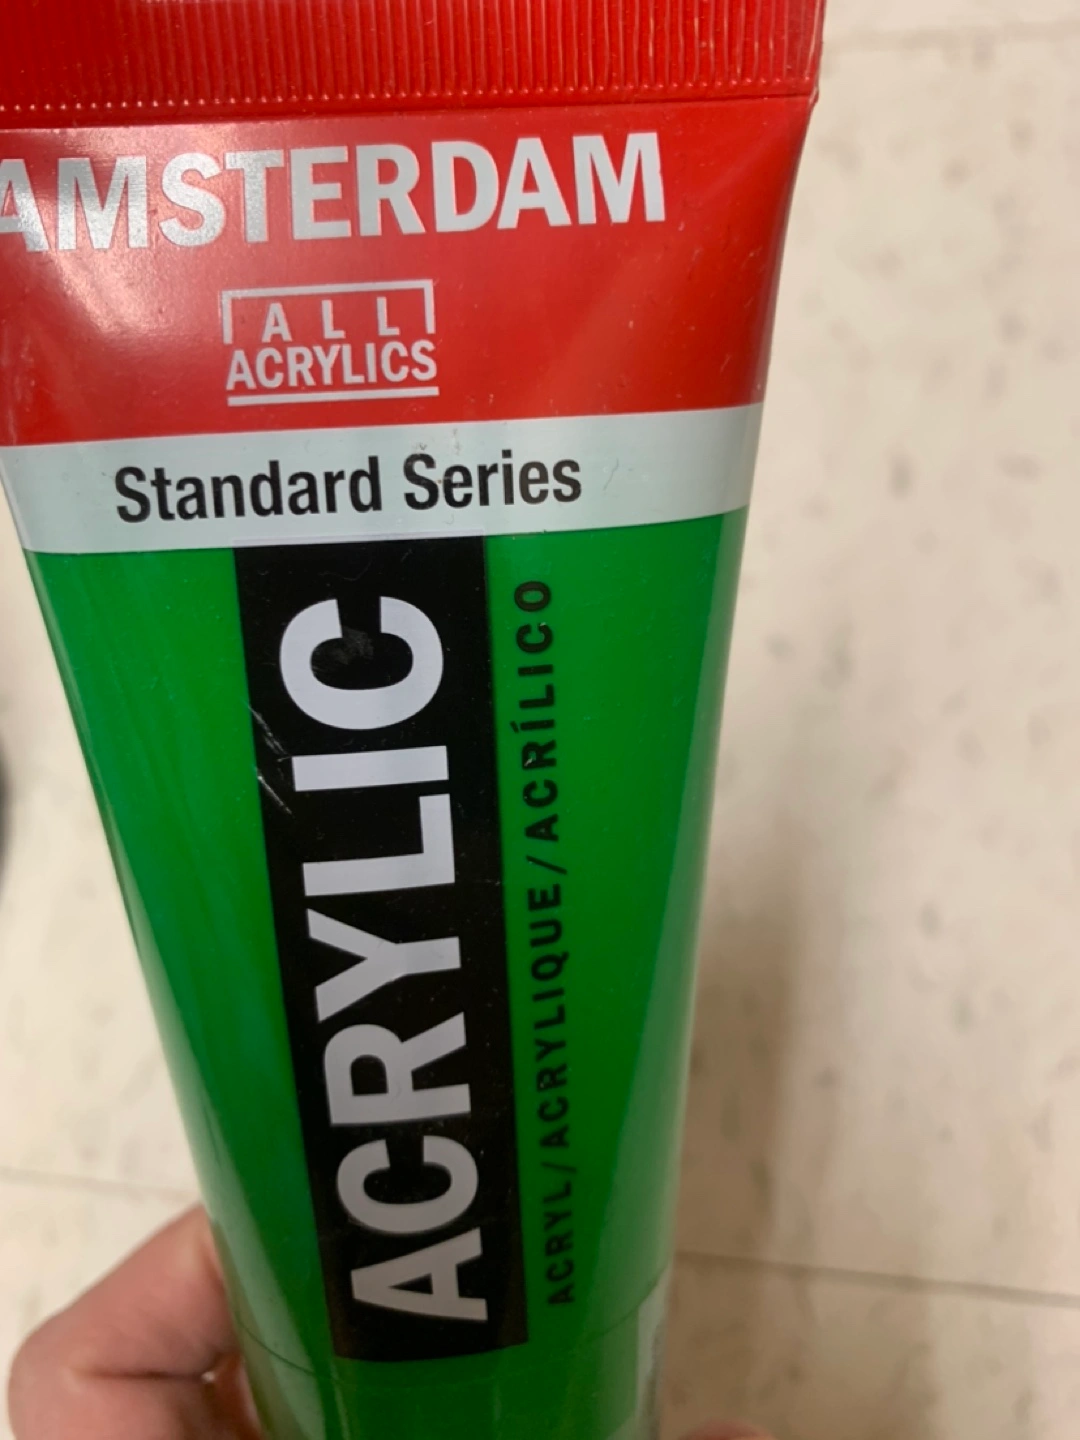 AMSTERDAM
ALL
ACRYLICS
Standard Series
ACRYLIC
ACRYL/ACRYLIQUE/ACRÍLICO